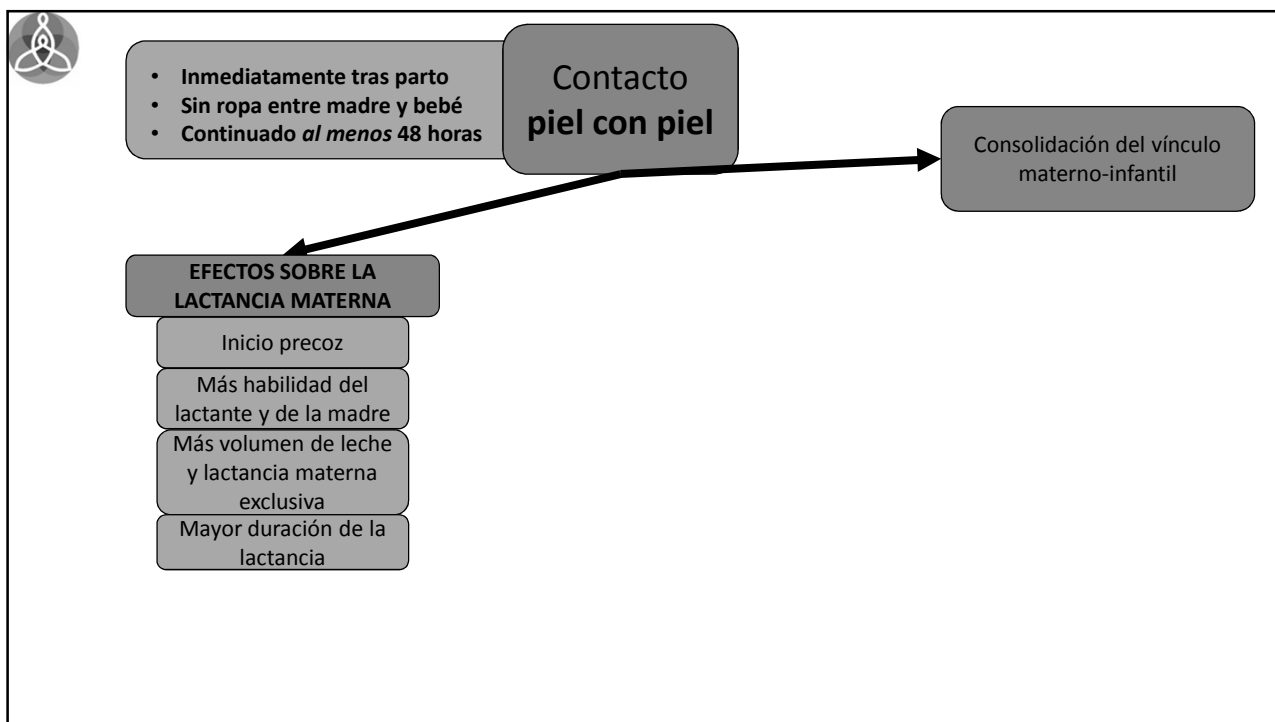 • Inmediatamente tras parto
• Sin ropa entre madre y bebé
• Continuado al menos 48 horas
Contacto
piel con piel
Consolidación del vínculo
materno-infantil
EFECTOS SOBRE LA
LACTANCIA MATERNA
Inicio precoz
Más habilidad del
lactante y de la madre
Más volumen de leche
y lactancia materna
exclusiva
Mayor duración de la
lactancia